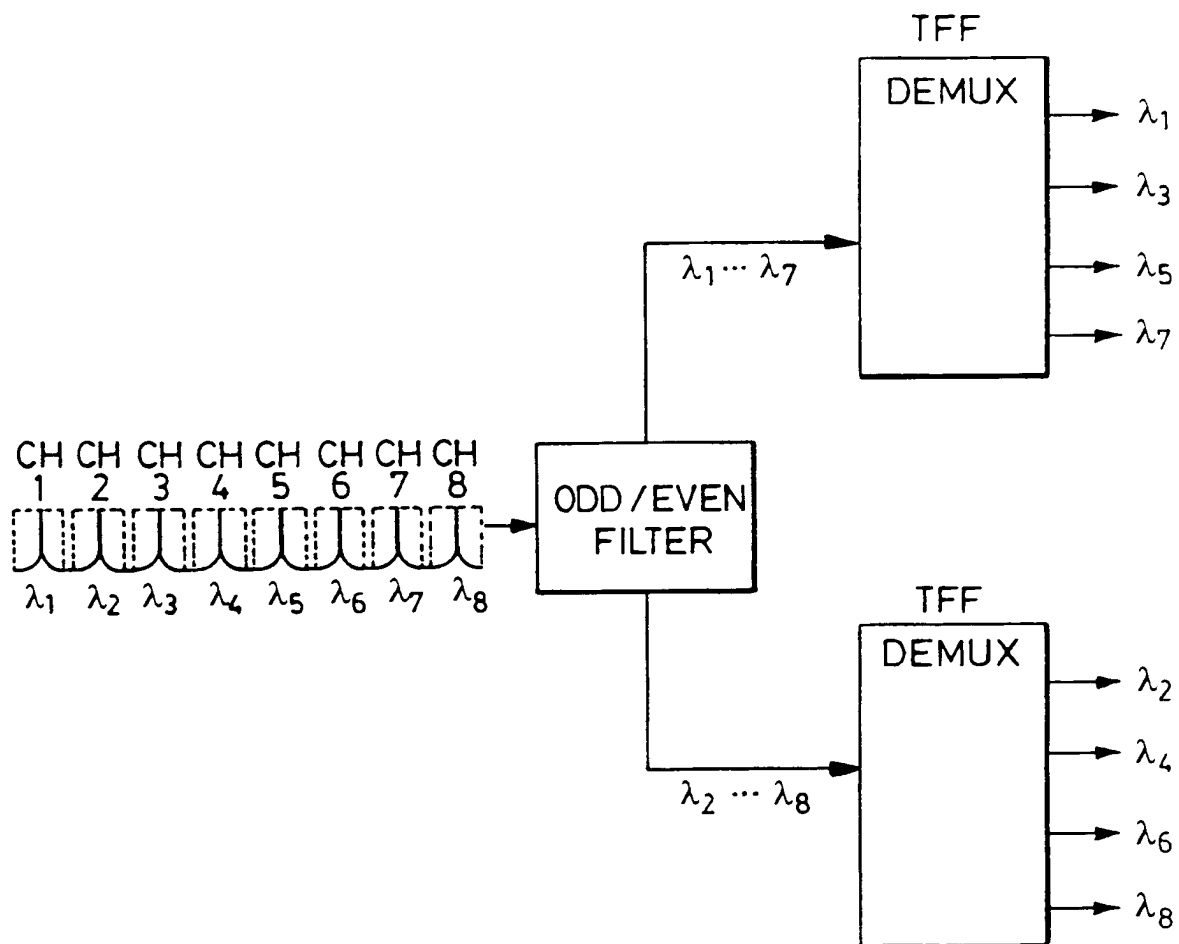 TFF
DEMUX
λ1
λ3
λ5
λ7
λ1 ··· λ7
CH CH CH CH CH CH CH CH
1 2 3 4 5 6 7 8
λ1 λ2 λ3 λ4 λ5 λ6 λ7 λ8
ODD/EVEN
FILTER
λ2 ··· λ8
TFF
DEMUX
λ2
λ4
λ6
λ8